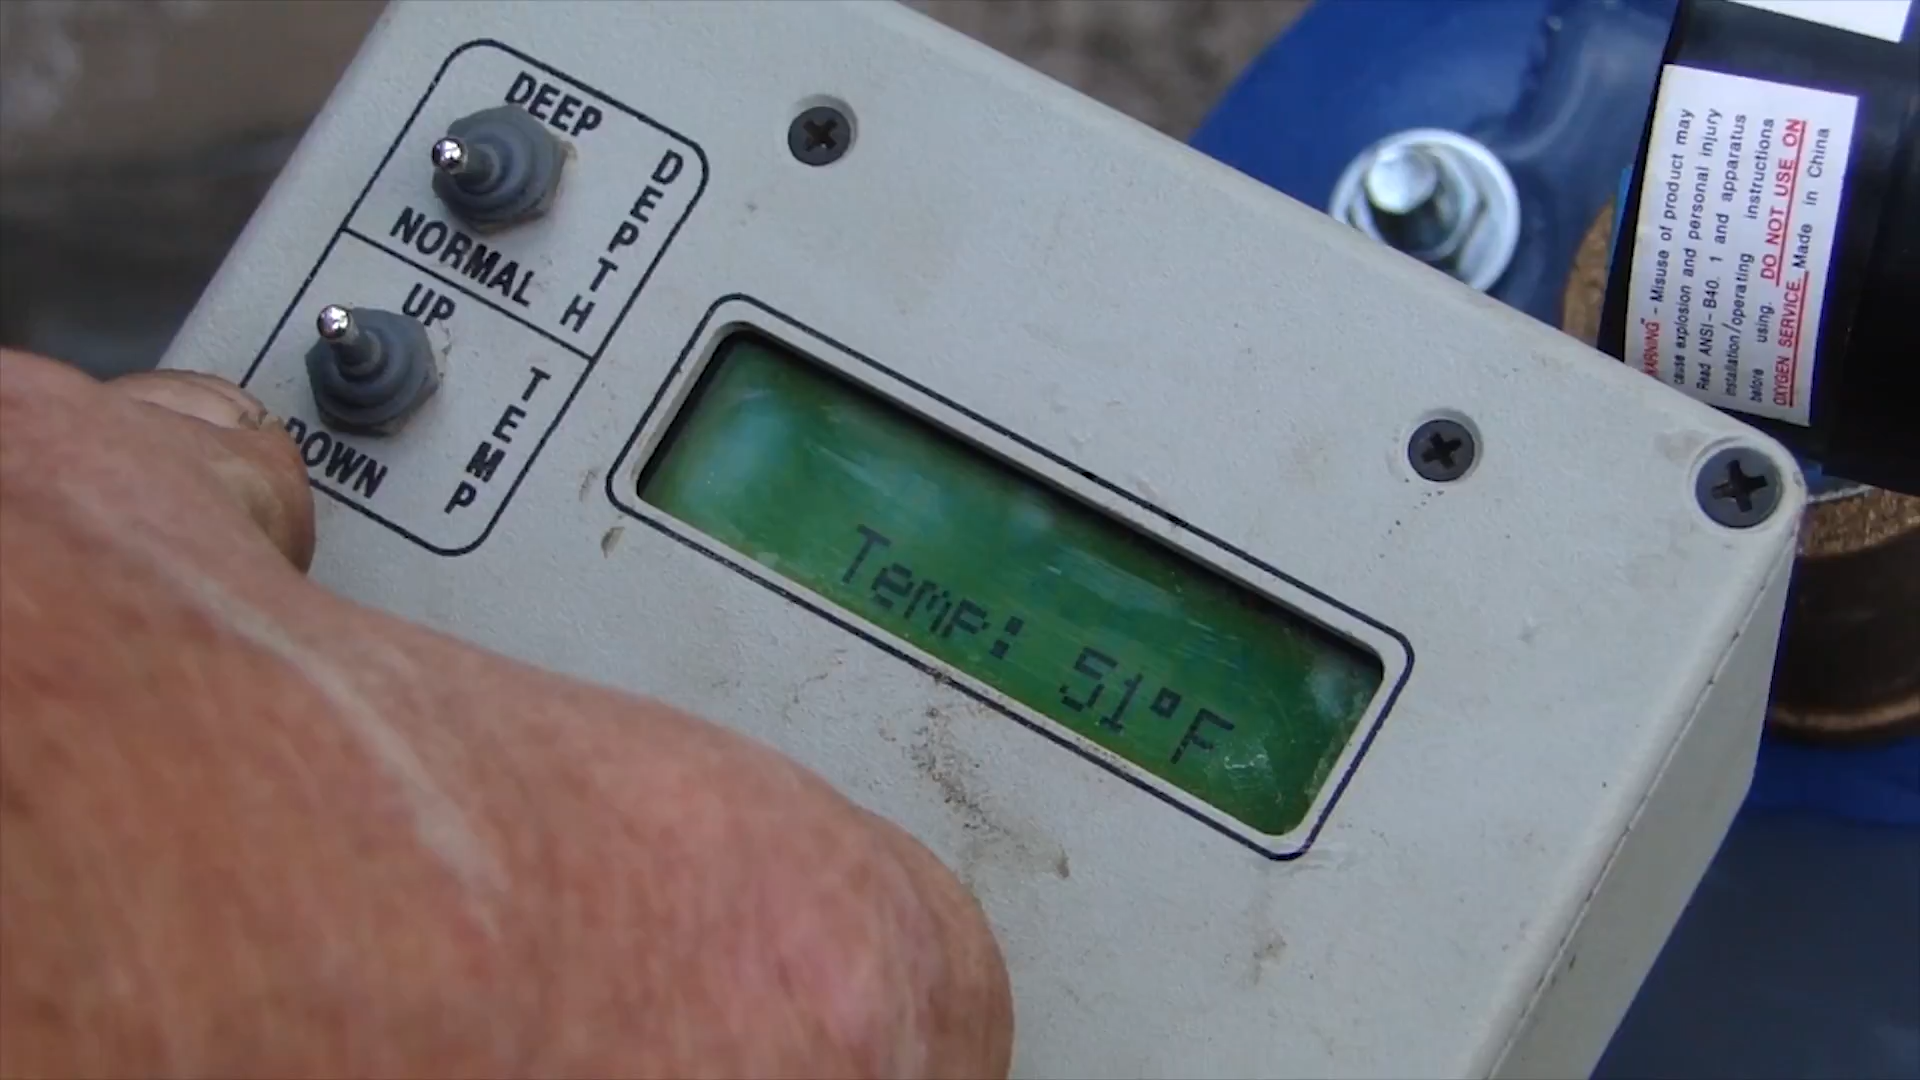 DEEP
NORMAL
DEPTH
UP
DOWN
TEMP
Temp: 51°F
WARNING - Misuse of product may
cause explosion and personal injury
Read ANSI-B40. 1 and apparatus
installation/operating instructions
before using. DO NOT USE ON
OXYGEN SERVICE. Made in China